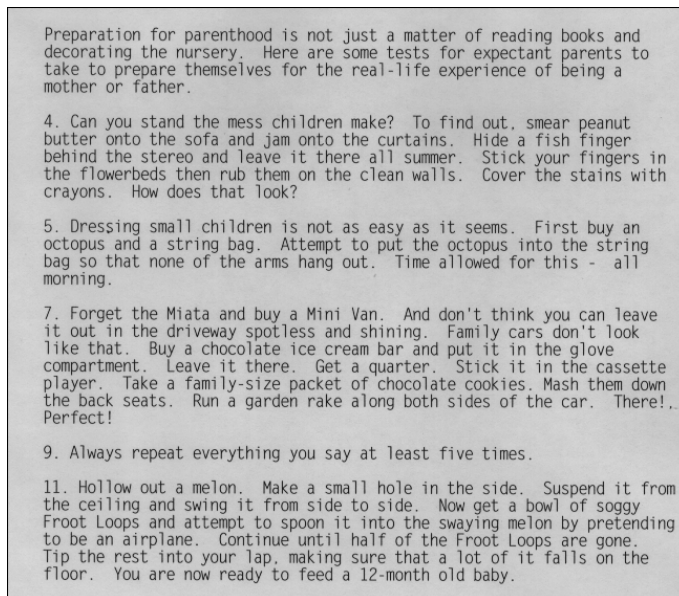 Preparation for parenthood is not just a matter of reading books and
decorating the nursery.  Here are some tests for expectant parents to
take to prepare themselves for the real-life experience of being a
mother or father.
4. Can you stand the mess children make?  To find out, smear peanut
butter onto the sofa and jam onto the curtains.  Hide a fish finger
behind the stereo and leave it there all summer.  Stick your fingers in
the flowerbeds then rub them on the clean walls.  Cover the stains with
crayons.  How does that look?
5. Dressing small children is not as easy as it seems.  First buy an
octopus and a string bag.  Attempt to put the octopus into the string
bag so that none of the arms hang out.  Time allowed for this -  all
morning.
7. Forget the Miata and buy a Mini Van.  And don't think you can leave
it out in the driveway spotless and shining.  Family cars don't look
like that.  Buy a chocolate ice cream bar and put it in the glove
compartment.  Leave it there.  Get a quarter.  Stick it in the cassette
player.  Take a family-size packet of chocolate cookies. Mash them down
the back seats.  Run a garden rake along both sides of the car.  There!,
Perfect!
9. Always repeat everything you say at least five times.
11. Hollow out a melon.  Make a small hole in the side.  Suspend it from
the ceiling and swing it from side to side.  Now get a bowl of soggy
Froot Loops and attempt to spoon it into the swaying melon by pretending
to be an airplane.  Continue until half of the Froot Loops are gone.
Tip the rest into your lap, making sure that a lot of it falls on the
floor.  You are now ready to feed a 12-month old baby.